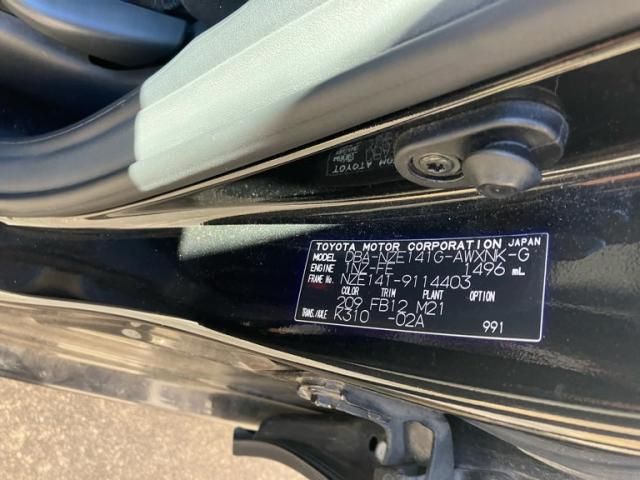 TOYOTA MOTOR CORPORATION JAPAN
MODEL DBA-NZE141G-AWXNK-G
ENGINE 1NZ-FE 1496 mL
FRAME No. NZE141-9114403
COLOR TRIM PLANT OPTION
209 FB12 M21
TRANS./AXLE K310 -02A 991